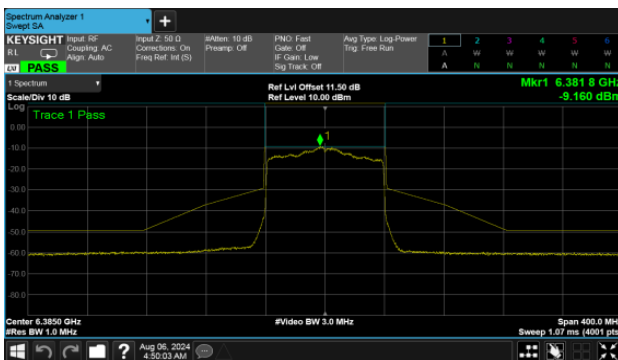 Spectrum Analyzer 1
Swept SA
KEYSIGHT
RL
PASS
Input: RF
Coupling: AC
Align: Auto
Input Z: 50 Ω
Corrections: On
Freq Ref: Int (S)
#Atten: 10 dB
Preamp: Off
PNO: Fast
Gate: Off
IF Gain: Low
Sig Track: Off
Avg Type: Log-Power
Trig: Free Run
1 2 3 4 5 6
A W W W W W
A N N N N N
1 Spectrum
Scale/Div 10 dB
Ref Lvl Offset 11.50 dB
Ref Level 10.00 dBm
Mkr1 6.381 8 GHz
-9.160 dBm
Log
Trace 1 Pass
1
0.00
-10.0
-20.0
-30.0
-40.0
-50.0
-60.0
-70.0
-80.0
Center 6.3850 GHz
#Res BW 1.0 MHz
#Video BW 3.0 MHz
Span 400.0 MH
Sweep 1.07 ms (4001 pts
?
Aug 06, 2024
4:50:03 AM